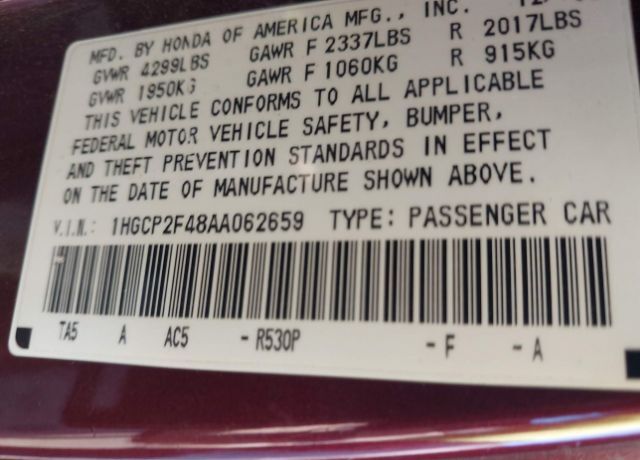 MFD. BY HONDA OF AMERICA MFG., INC.
GVWR 4299LBS GAWR F 2337LBS R 2017LBS
GVWR 1950KG GAWR F 1060KG R 915KG
THIS VEHICLE CONFORMS TO ALL APPLICABLE
FEDERAL MOTOR VEHICLE SAFETY, BUMPER,
AND THEFT PREVENTION STANDARDS IN EFFECT
ON THE DATE OF MANUFACTURE SHOWN ABOVE.
V.I.N.: 1HGCP2F48AA062659 TYPE: PASSENGER CAR
TA5 A AC5 - R530P - F - A